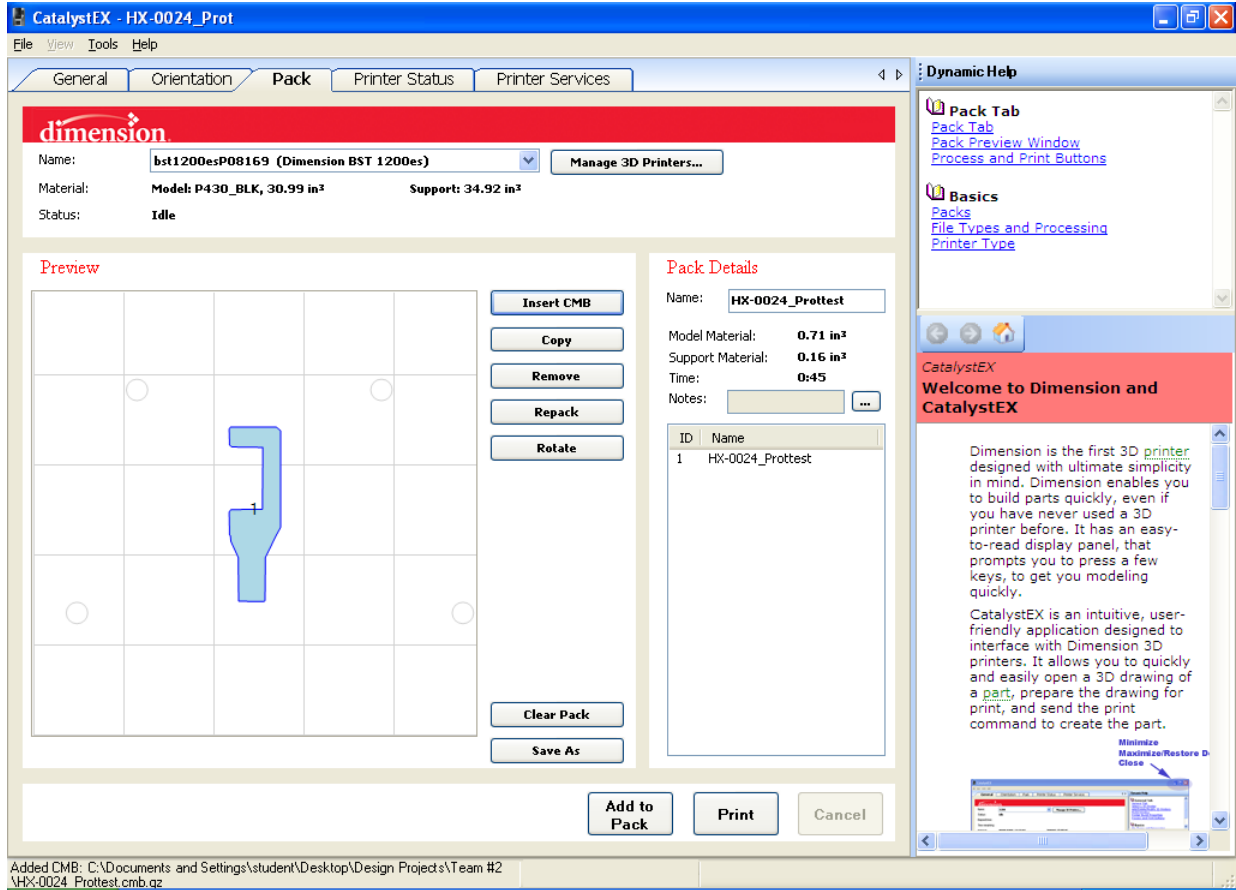 CatalystEX - HX-0024_Prot
File View Tools Help
General Orientation Pack Printer Status Printer Services
dimension
Name: bst1200esP08169 (Dimension BST 1200es) Manage 3D Printers...
Material: Model: P430_BLK, 30.99 in³ Support: 34.92 in³
Status: Idle
Preview
1
Insert CMB
Copy
Remove
Repack
Rotate
Clear Pack
Save As
Pack Details
Name: HX-0024_Prottest
Model Material: 0.71 in³
Support Material: 0.16 in³
Time: 0:45
Notes: ...
ID Name
1 HX-0024_Prottest
Add to
Pack
Print
Cancel
Added CMB: C:\Documents and Settings\student\Desktop\Design Projects\Team #2
\HX-0024_Prottest.cmb.gz
Dynamic Help
Pack Tab
Pack Tab
Pack Preview Window
Process and Print Buttons
Basics
Packs
File Types and Processing
Printer Type
CatalystEX
Welcome to Dimension and
CatalystEX
Dimension is the first 3D printer
designed with ultimate simplicity
in mind. Dimension enables you
to build parts quickly, even if
you have never used a 3D
printer before. It has an easy-
to-read display panel, that
prompts you to press a few
keys, to get you modeling
quickly.
CatalystEX is an intuitive, user-
friendly application designed to
interface with Dimension 3D
printers. It allows you to quickly
and easily open a 3D drawing of
a part, prepare the drawing for
print, and send the print
command to create the part.
Minimize
Maximize/Restore D
Close